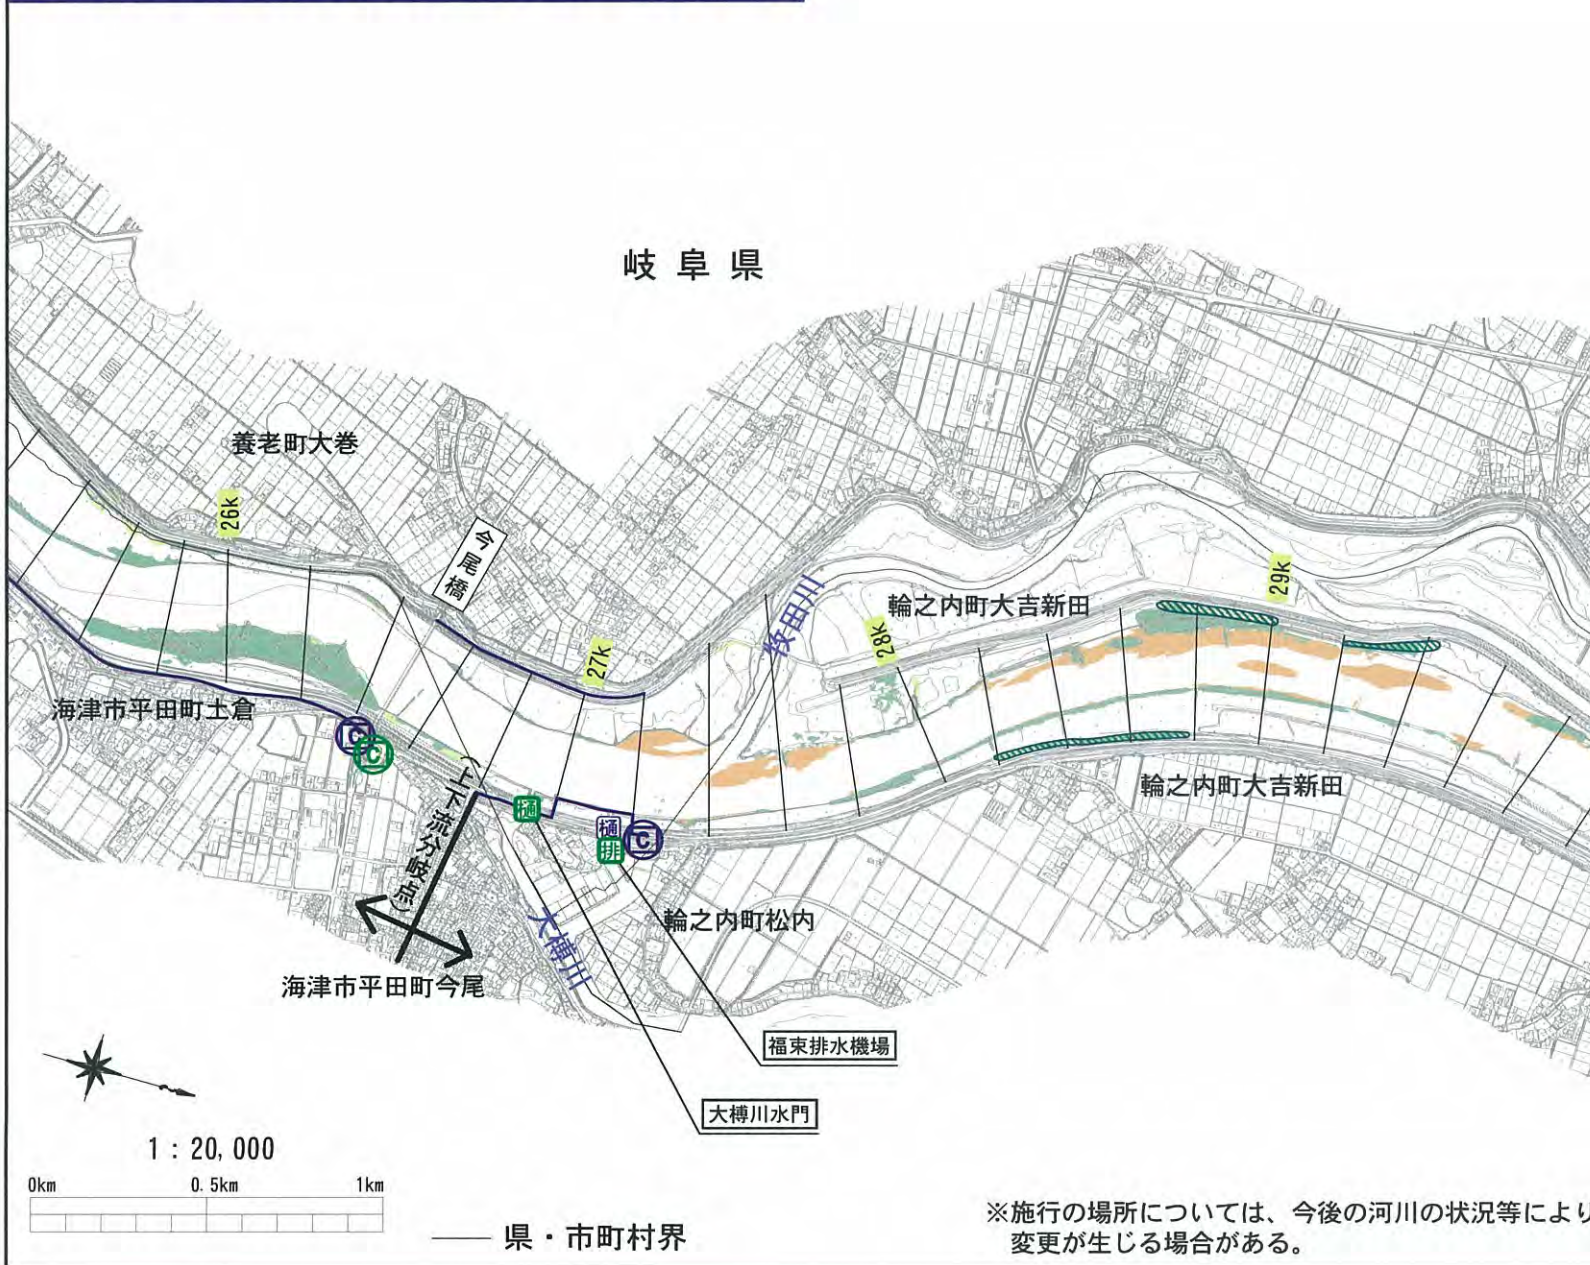 岐阜県
養老町大巻
26k
今尾橋
27k
牧田川
28k
輪之内町大吉新田
29k
海津市平田町土倉
C
C
(上下流分岐点)
樋
樋
排
C
輪之内町大吉新田
大榑川
輪之内町松内
海津市平田町今尾
福束排水機場
大榑川水門
1:20,000
0km 0.5km 1km
県・市町村界
※施行の場所については、今後の河川の状況等により
変更が生じる場合がある。